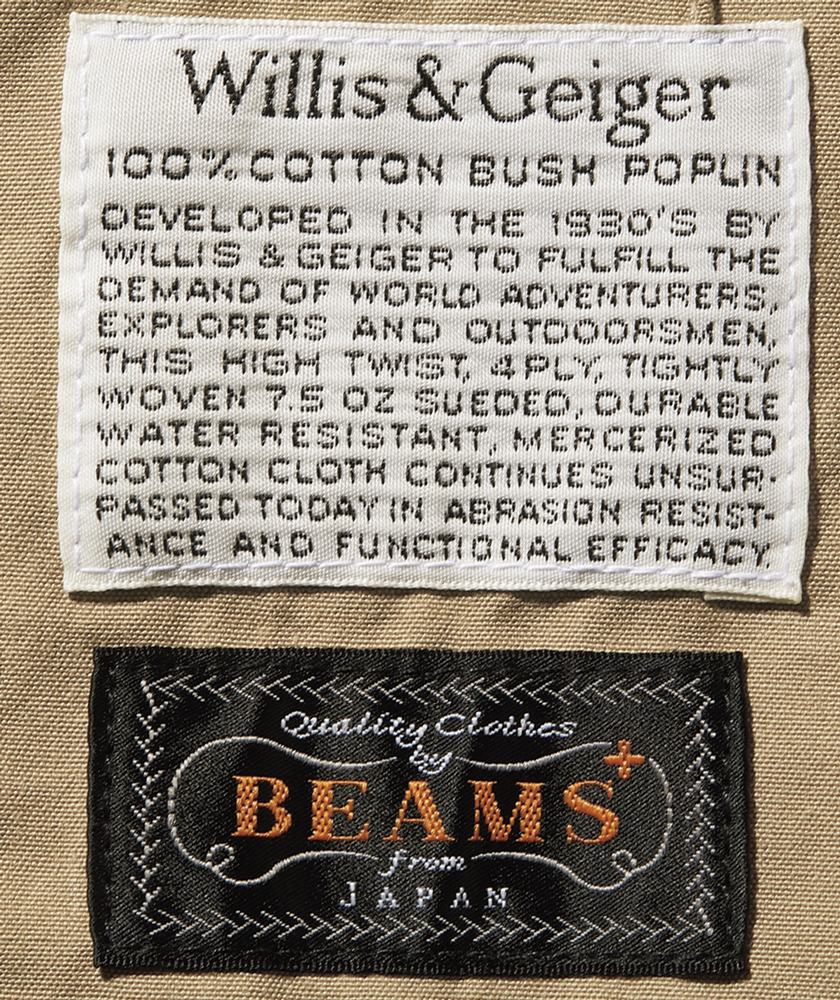 Willis & Geiger
100% COTTON BUSH POPLIN
DEVELOPED IN THE 1930'S BY
WILLIS & GEIGER TO FULFILL THE
DEMAND OF WORLD ADVENTURERS,
EXPLORERS AND OUTDOORSMEN,
THIS HIGH TWIST, 4 PLY, TIGHTLY
WOVEN 7.5 OZ SUEDED, DURABLE
WATER RESISTANT, MERCERIZED
COTTON CLOTH CONTINUES UNSUR-
PASSED TODAY IN ABRASION RESIST-
ANCE AND FUNCTIONAL EFFICACY.
Quality Clothes
by
BEAMS+
from
JAPAN